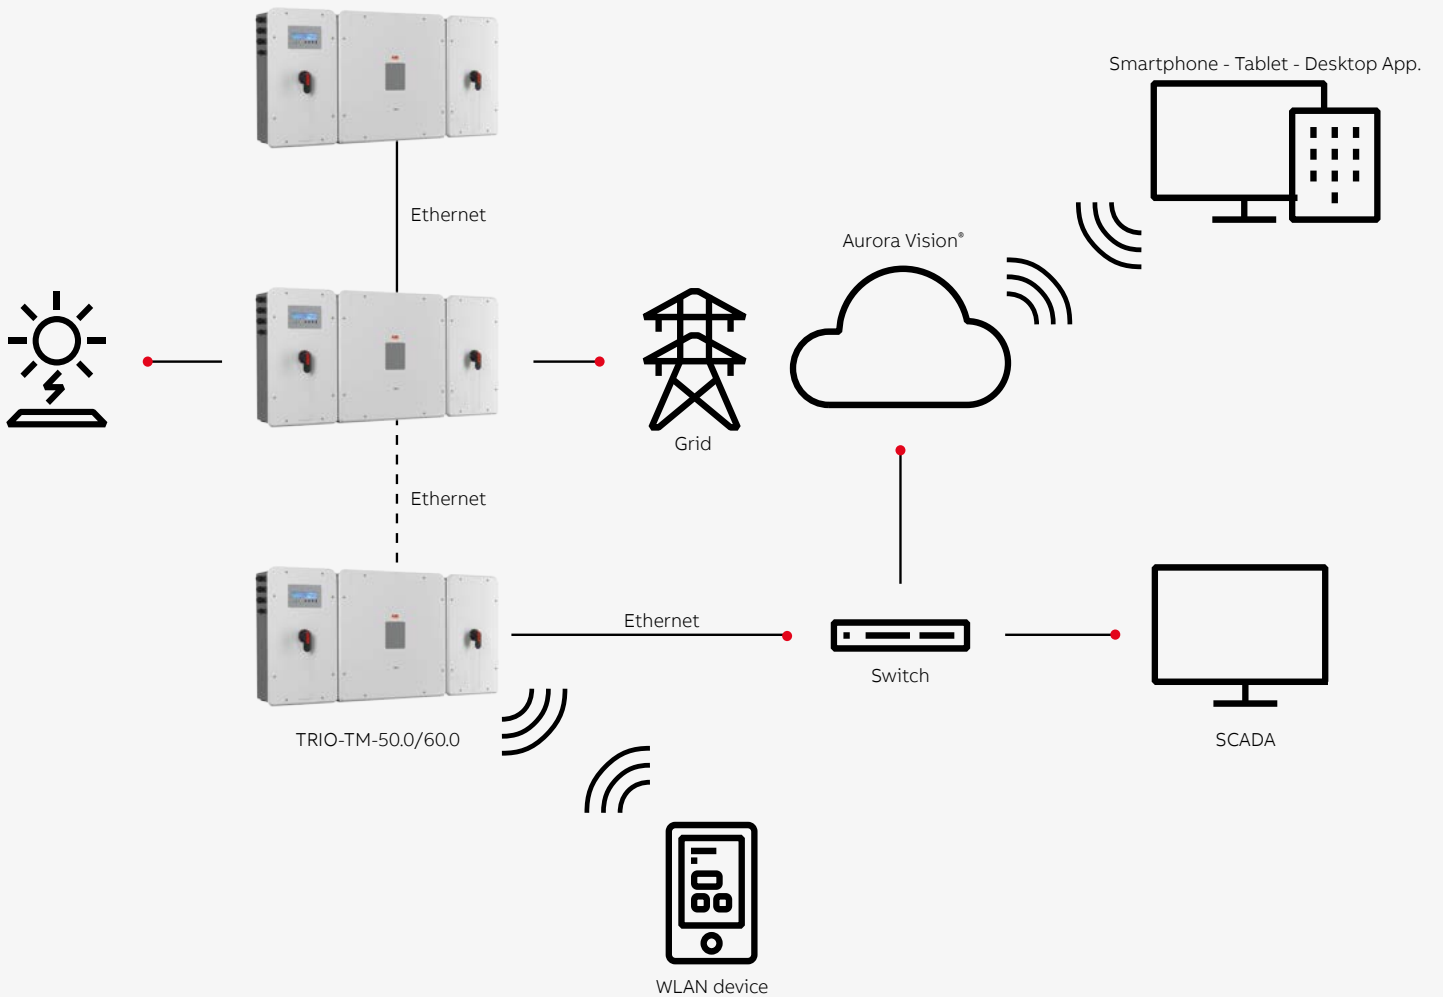 Smartphone - Tablet - Desktop App.
Ethernet
Aurora Vision®
Grid
Ethernet
Ethernet
Switch
TRIO-TM-50.0/60.0
SCADA
WLAN device